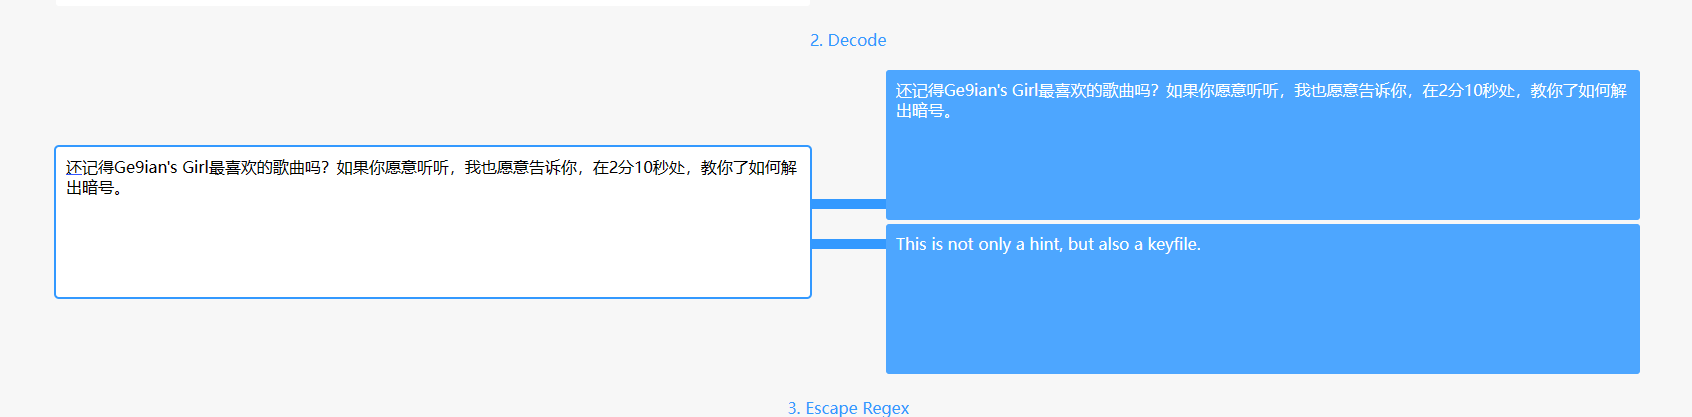 2. Decode
还记得Ge9ian's Girl最喜欢的歌曲吗？如果你愿意听听，我也愿意告诉你，在2分10秒处，教你了如何解
出暗号。
还记得Ge9ian's Girl最喜欢的歌曲吗？如果你愿意听听，我也愿意告诉你，在2分10秒处，教你了如何解
出暗号。
This is not only a hint, but also a keyfile.
3. Escape Regex